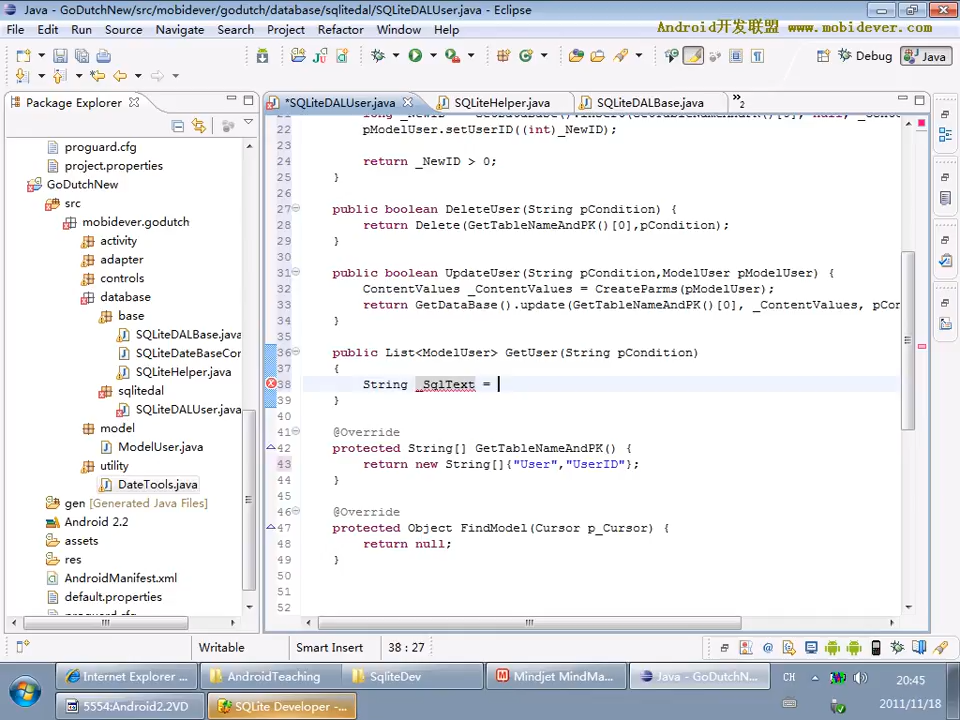 Java - GoDutchNew/src/mobidever/godutch/database/sqlitedal/SQLiteDALUser.java - Eclipse
Android开发联盟 www.mobidever.com
File Edit Run Source Navigate Search Project Refactor Window Help
Debug Java
Package Explorer
*SQLiteDALUser.java SQLiteHelper.java SQLiteDALBase.java »2
proguard.cfg
project.properties
GoDutchNew
src
mobidever.godutch
activity
adapter
controls
database
base
SQLiteDALBase.java
SQLiteDateBaseCor
SQLiteHelper.java
sqlitedal
SQLiteDALUser.java
model
ModelUser.java
utility
DateTools.java
gen [Generated Java Files]
Android 2.2
assets
res
AndroidManifest.xml
default.properties
proguard.cfg
22 pModelUser.setUserID((int)_NewID);
23
24 return _NewID > 0;
25 }
26
27 public boolean DeleteUser(String pCondition) {
28 return Delete(GetTableNameAndPK()[0],pCondition);
29 }
30
31 public boolean UpdateUser(String pCondition,ModelUser pModelUser) {
32 ContentValues _ContentValues = CreateParms(pModelUser);
33 return GetDataBase().update(GetTableNameAndPK()[0], _ContentValues, pCon
34 }
35
36 public List<ModelUser> GetUser(String pCondition)
37 {
38 String _SqlText =
39 }
40
41 @Override
42 protected String[] GetTableNameAndPK() {
43 return new String[]{"User","UserID"};
44 }
45
46 @Override
47 protected Object FindModel(Cursor p_Cursor) {
48 return null;
49 }
50
51
52
Writable Smart Insert 38 : 27
Internet Explorer ... AndroidTeaching SqliteDev Mindjet MindMa... Java - GoDutchN... CH 20:45
5554:Android2.2VD SQLite Developer -... 2011/11/18